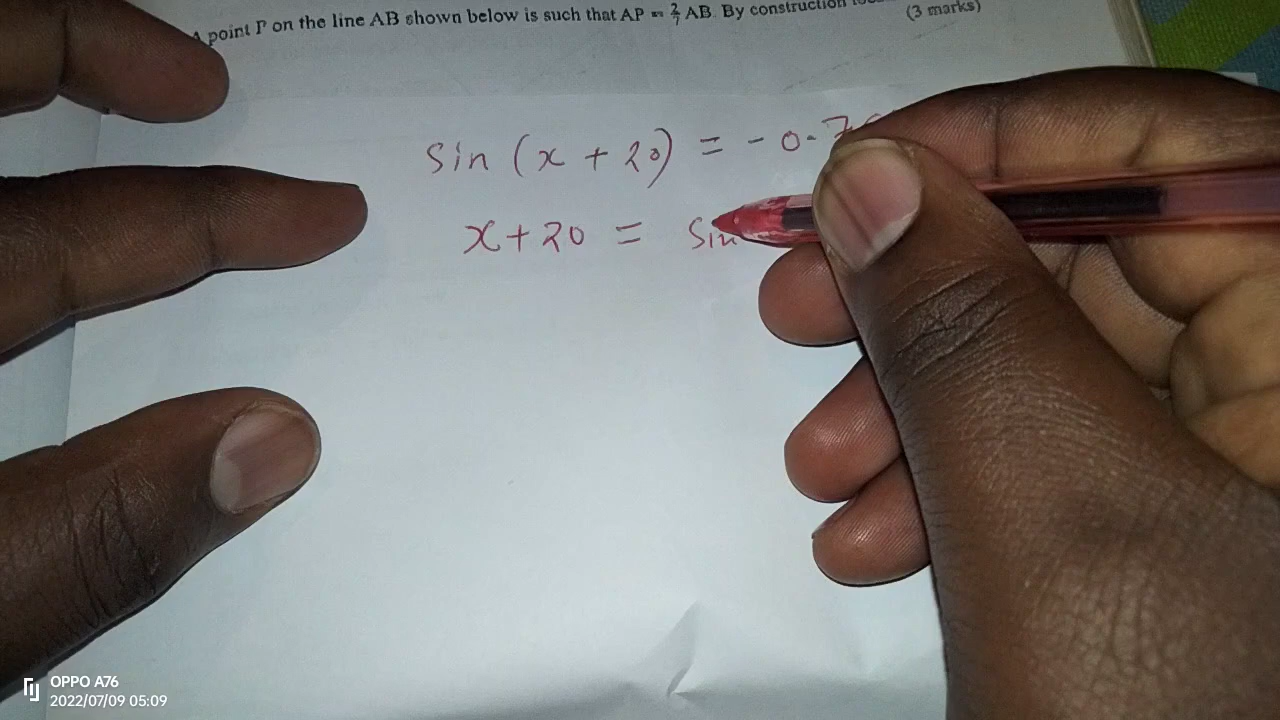 A point P on the line AB shown below is such that AP = 2/7 AB. By construction
(3 marks)
sin (x + 20) = - 0.7
x + 20 = Sin
OPPO A76
2022/07/09 05:09